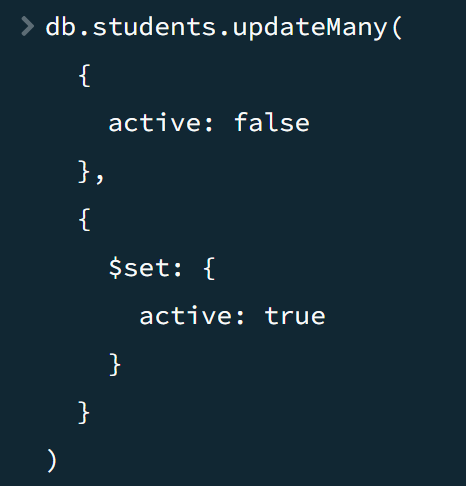 db.students.updateMany(
{
active: false
},
{
$set: {
active: true
}
}
)